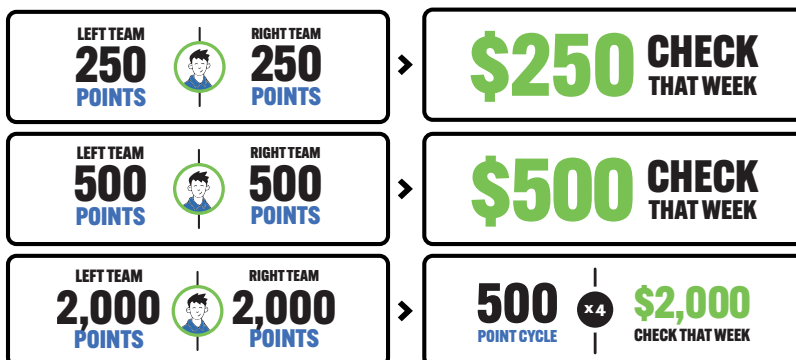 LEFT TEAM
250
POINTS
RIGHT TEAM
250
POINTS
$250
CHECK
THAT WEEK
LEFT TEAM
500
POINTS
RIGHT TEAM
500
POINTS
$500
CHECK
THAT WEEK
LEFT TEAM
2,000
POINTS
RIGHT TEAM
2,000
POINTS
500
POINT CYCLE
x4
$2,000
CHECK THAT WEEK